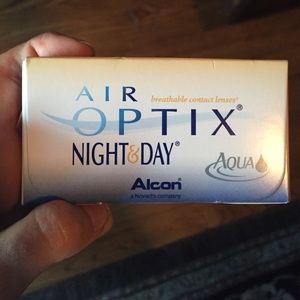 AIR
breathable contact lenses®
OPTIX®
NIGHT&DAY®
AQUA
Alcon
a Novartis company